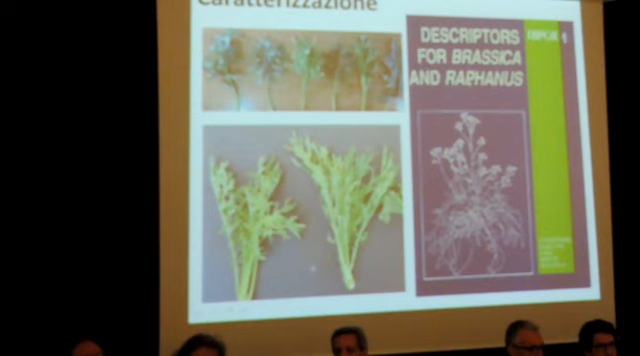 Caratterizzazione
DESCRIPTORS
FOR BRASSICA
AND RAPHANUS